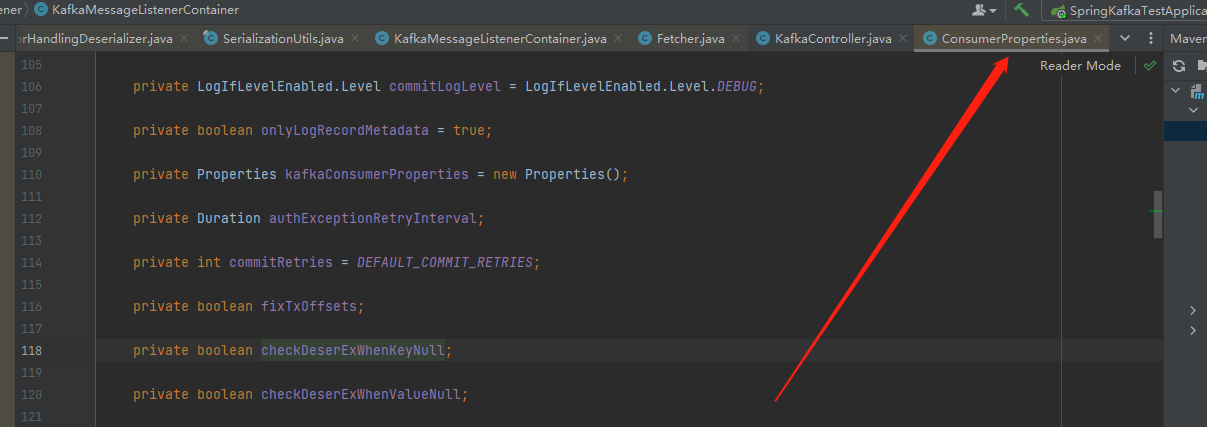 ener KafkaMessageListenerContainer SpringKafkaTestApplica
orHandlingDeserializer.java SerializationUtils.java KafkaMessageListenerContainer.java Fetcher.java KafkaController.java ConsumerProperties.java Maven
Reader Mode
105
106 private LogIfLevelEnabled.Level commitLogLevel = LogIfLevelEnabled.Level.DEBUG;
107
108 private boolean onlyLogRecordMetadata = true;
109
110 private Properties kafkaConsumerProperties = new Properties();
111
112 private Duration authExceptionRetryInterval;
113
114 private int commitRetries = DEFAULT_COMMIT_RETRIES;
115
116 private boolean fixTxOffsets;
117
118 private boolean checkDeserExWhenKeyNull;
119
120 private boolean checkDeserExWhenValueNull;
121